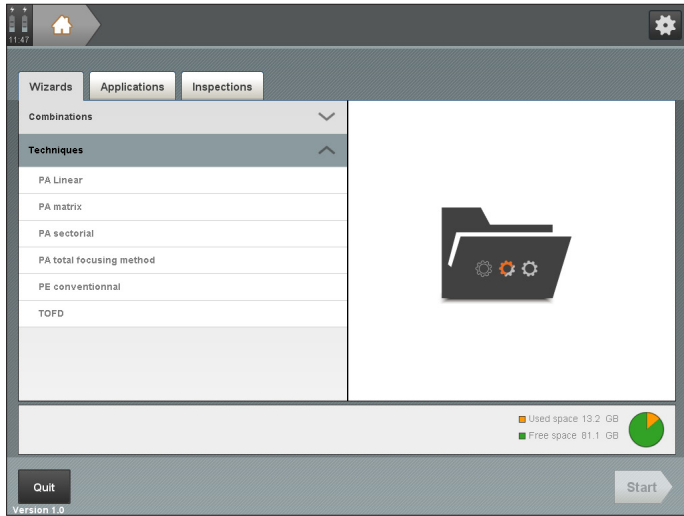 11:47
Wizards Applications Inspections
Combinations
Techniques
PA Linear
PA matrix
PA sectorial
PA total focusing method
PE conventionnal
TOFD
Used space 13.2 GB
Free space 81.1 GB
Quit
Start
Version 1.0